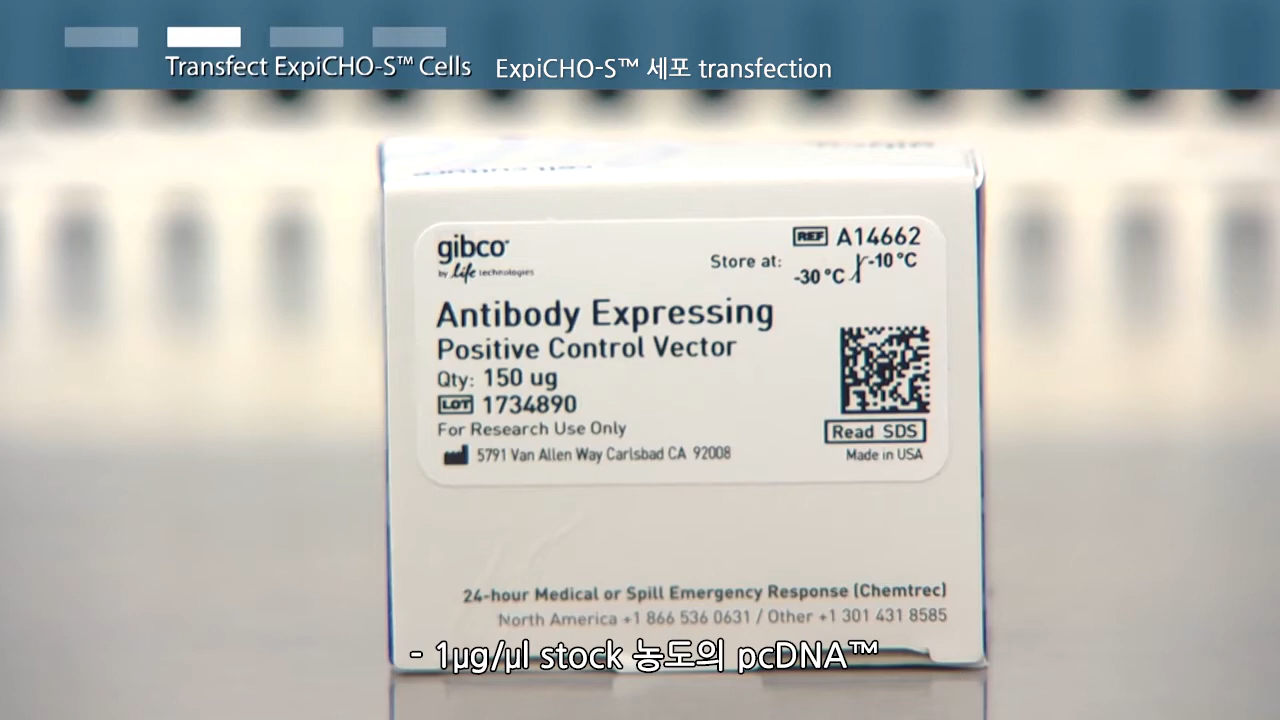 Transfect ExpiCHO-S™ Cells ExpiCHO-S™ 세포 transfection
gibco
by life technologies
REF A14662
Store at: -30 °C -10 °C
Antibody Expressing
Positive Control Vector
Qty: 150 ug
LOT 1734890
For Research Use Only
Read SDS
5791 Van Allen Way Carlsbad CA 92008
Made in USA
24-hour Medical or Spill Emergency Response (Chemtrec)
North America +1 866 536 0631 / Other +1 301 431 8585
- 1µg/µl stock 농도의 pcDNA™